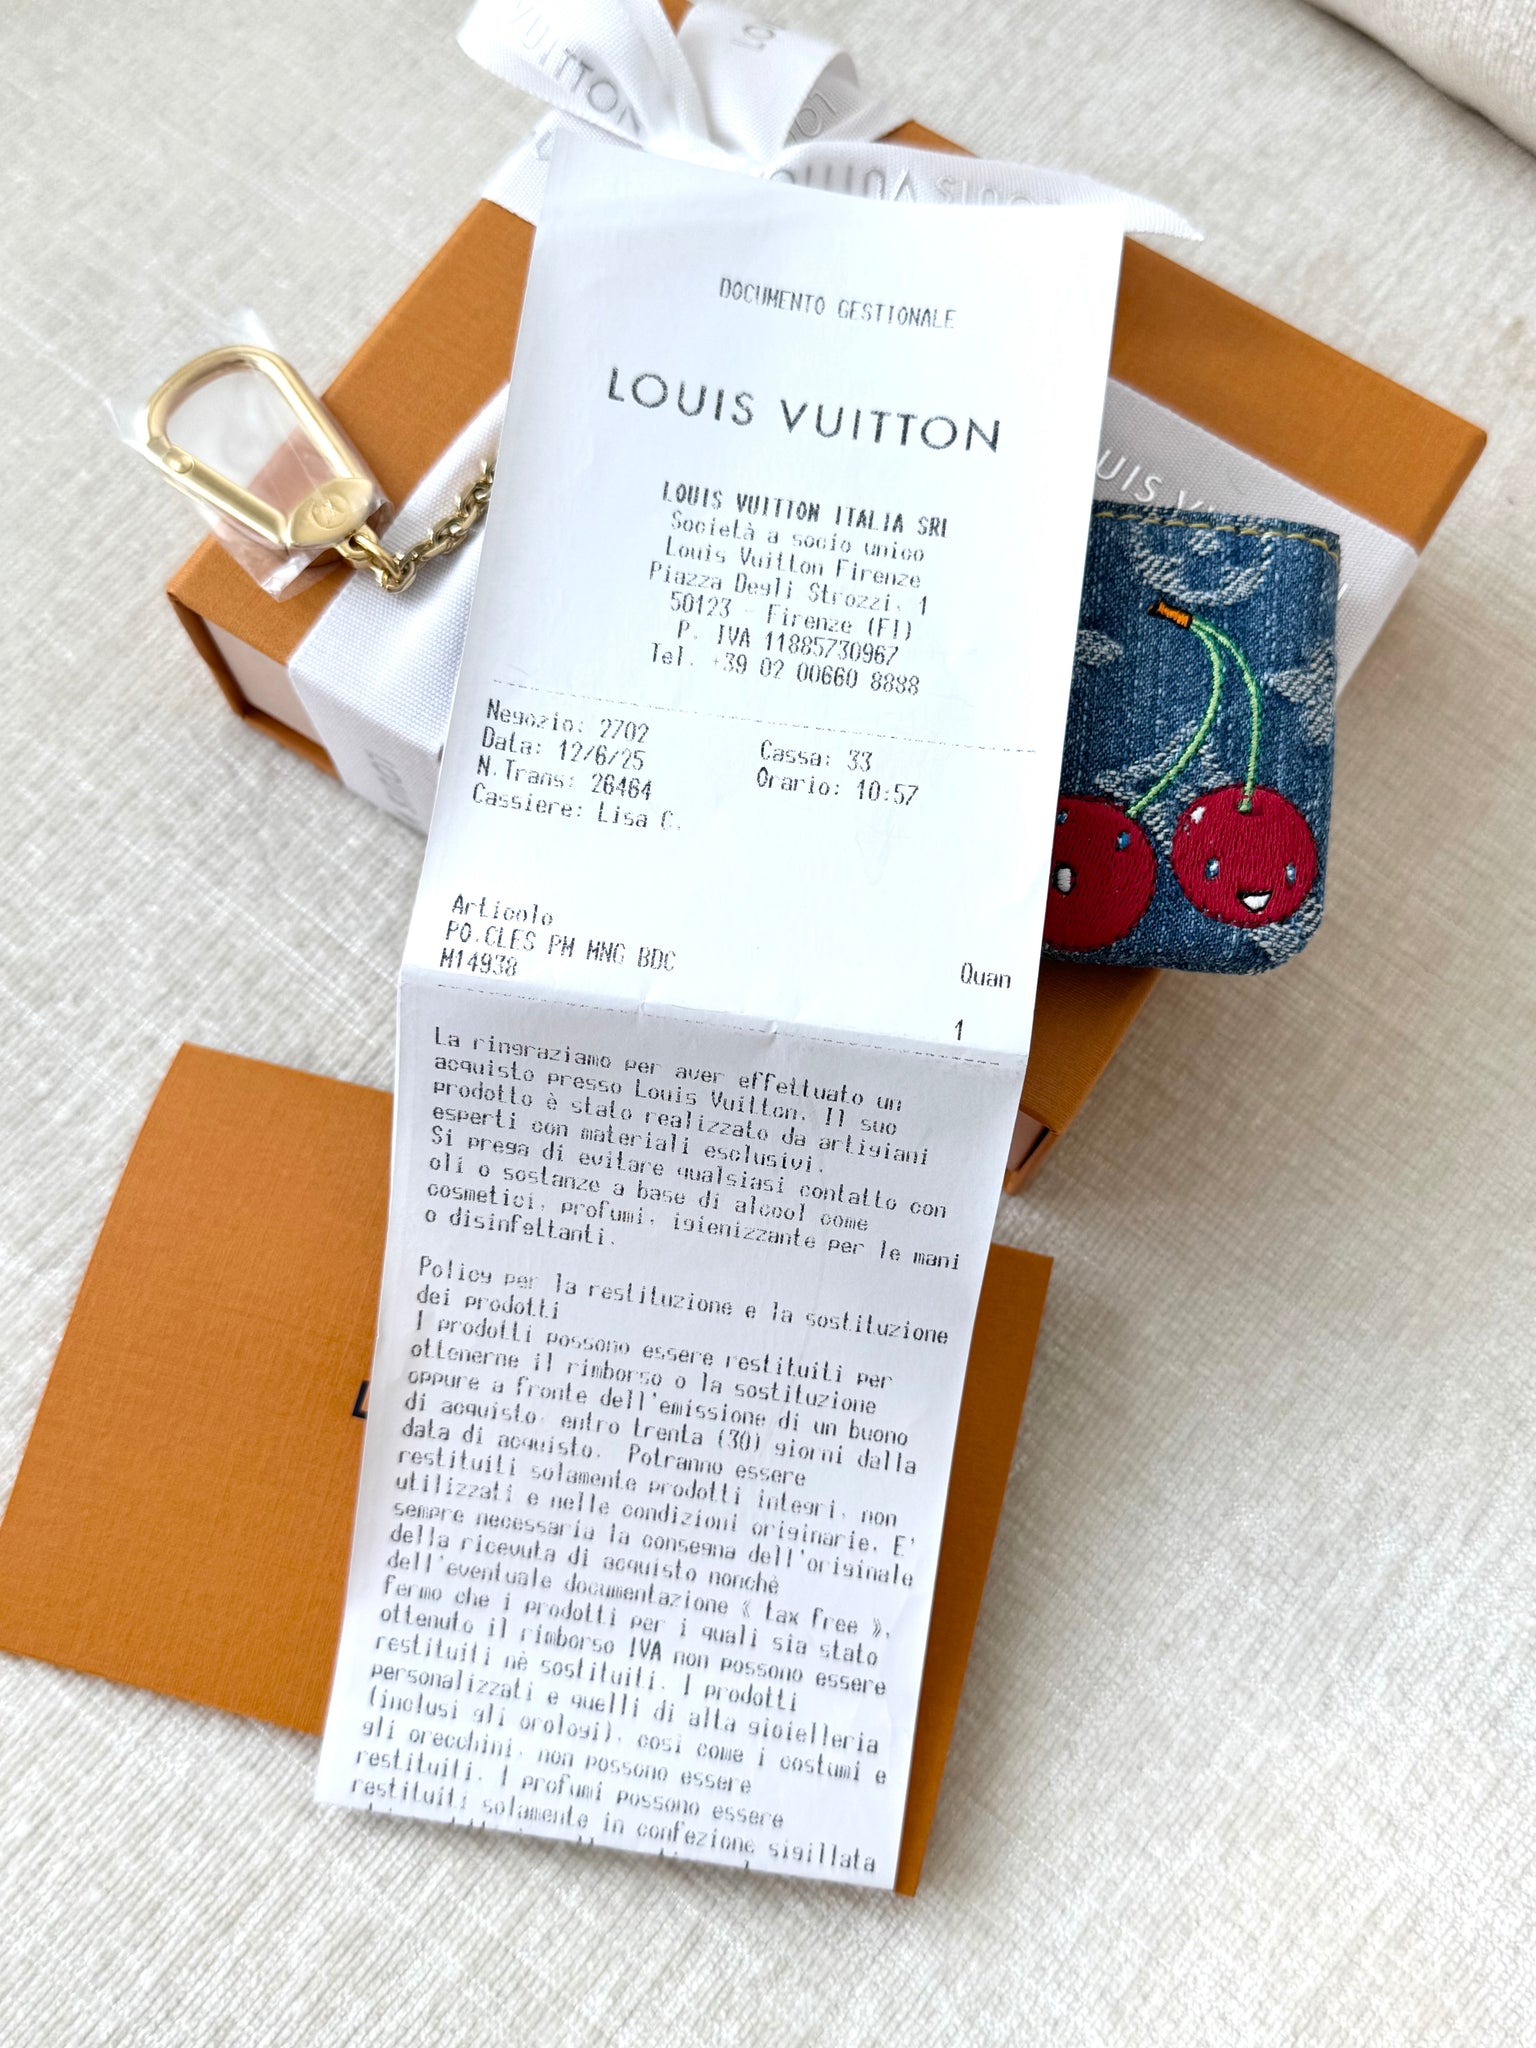 VUITTON
LOUIS VUITTON
DOCUMENTO GESTIONALE
LOUIS VUITTON
LOUIS VUITTON ITALIA SRL
Società a socio unico
Louis Vuitton Firenze
Piazza Degli Strozzi, 1
50123 - Firenze (FI)
P. IVA 11885730967
Tel. +39 02 00660 8888
Negozio: 2702
Data: 12/6/25 Cassa: 33
N.Trans: 26464 Orario: 10:57
Cassiere: Lisa C.
Articolo
PO.CLES PM MNG BDC Quan
M14938
1
La ringraziamo per aver effettuato un
acquisto presso Louis Vuitton. Il suo
prodotto è stato realizzato da artigiani
esperti con materiali esclusivi.
Si prega di evitare qualsiasi contatto con
oli o sostanze a base di alcool come
cosmetici, profumi, igienizzante per le mani
o disinfettanti.
Policy per la restituzione e la sostituzione
dei prodotti
I prodotti possono essere restituiti per
ottenerne il rimborso o la sostituzione
oppure a fronte dell'emissione di un buono
di acquisto, entro trenta (30) giorni dalla
data di acquisto. Potranno essere
restituiti solamente prodotti integri, non
utilizzati e nelle condizioni originarie. E'
sempre necessaria la consegna dell'originale
della ricevuta di acquisto nonchè
dell'eventuale documentazione « tax free »,
fermo che i prodotti per i quali sia stato
ottenuto il rimborso IVA non possono essere
restituiti nè sostituiti. I prodotti
personalizzati e quelli di alta gioielleria
(inclusi gli orologi), così come i costumi e
gli orecchini, non possono essere
restituiti. I profumi possono essere
restituiti solamente in confezione sigillata